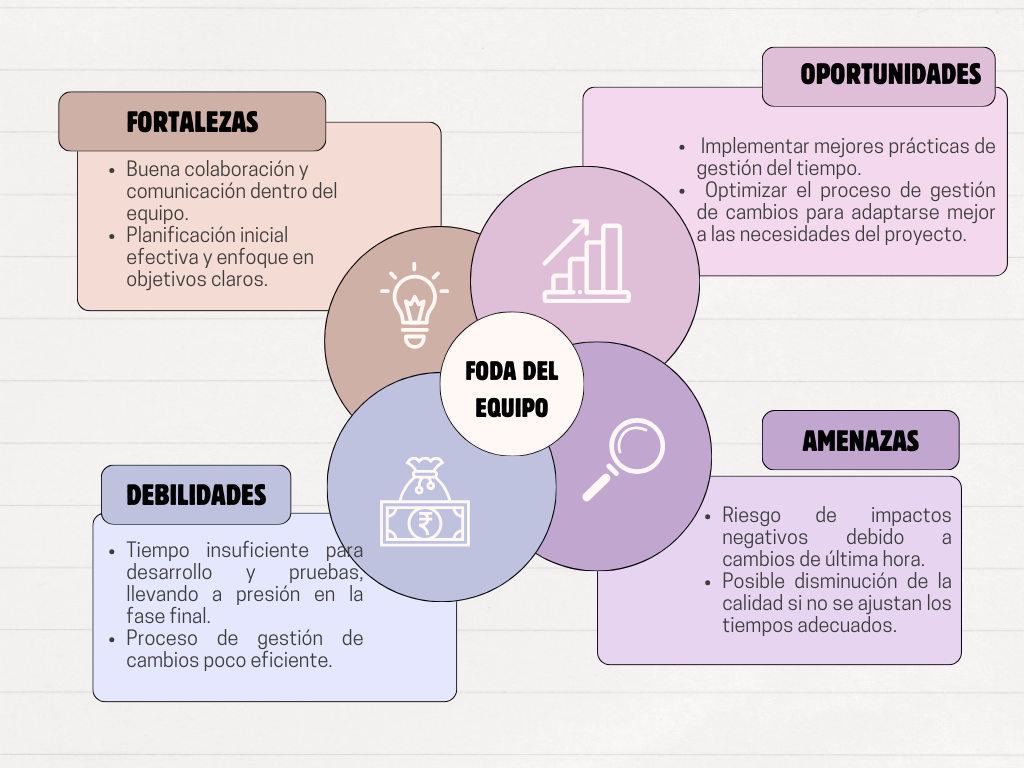 FORTALEZAS
• Buena colaboración y
comunicación dentro del
equipo.
• Planificación inicial
efectiva y enfoque en
objetivos claros.
OPORTUNIDADES
• Implementar mejores prácticas de
gestión del tiempo.
• Optimizar el proceso de gestión
de cambios para adaptarse mejor
a las necesidades del proyecto.
FODA DEL
EQUIPO
DEBILIDADES
• Tiempo insuficiente para
desarrollo y pruebas,
llevando a presión en la
fase final.
• Proceso de gestión de
cambios poco eficiente.
₹
AMENAZAS
• Riesgo de impactos
negativos debido a
cambios de última hora.
• Posible disminución de la
calidad si no se ajustan los
tiempos adecuados.